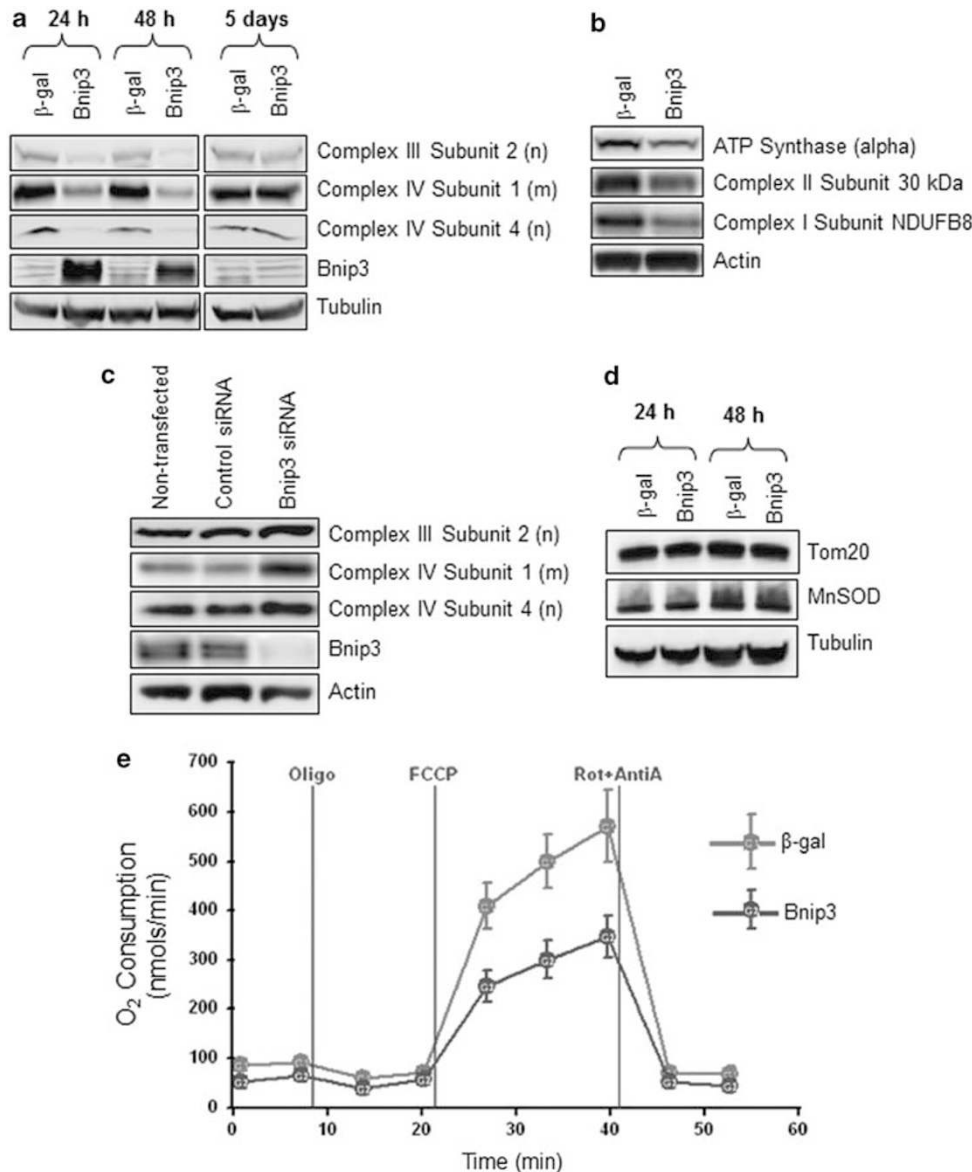 a
24 h 48 h 5 days
β-gal Bnip3 β-gal Bnip3 β-gal Bnip3
Complex III Subunit 2 (n)
Complex IV Subunit 1 (m)
Complex IV Subunit 4 (n)
Bnip3
Tubulin
b
β-gal Bnip3
ATP Synthase (alpha)
Complex II Subunit 30 kDa
Complex I Subunit NDUFB8
Actin
c
Non-transfected Control siRNA Bnip3 siRNA
Complex III Subunit 2 (n)
Complex IV Subunit 1 (m)
Complex IV Subunit 4 (n)
Bnip3
Actin
d
24 h 48 h
β-gal Bnip3 β-gal Bnip3
Tom20
MnSOD
Tubulin
e
Oligo FCCP Rot+AntiA
β-gal
Bnip3
O2 Consumption
(nmols/min)
700
600
500
400
300
200
100
0
0 10 20 30 40 50 60
Time (min)